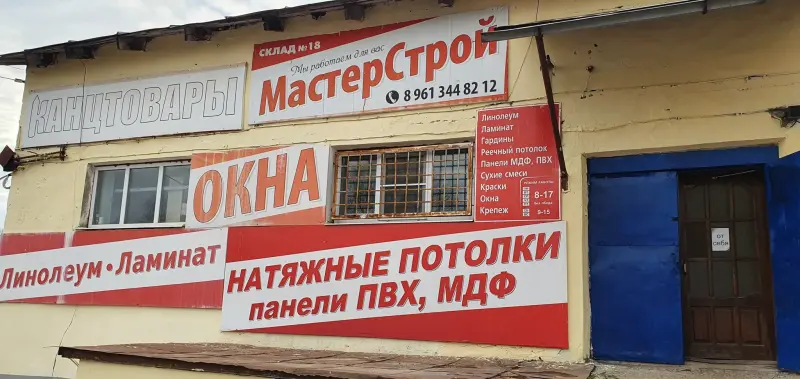 КАНЦТОВАРЫ
СКЛАД №18
Мы работаем для вас
МастерСтрой
8 961 344 82 12
ОКНА
Линолеум
Ламинат
Гардины
Реечный потолок
Панели МДФ, ПВХ
Сухие смеси
Краски
Окна
Крепеж
8-17
9-15
от себя
Линолеум • Ламинат
НАТЯЖНЫЕ ПОТОЛКИ
панели ПВХ, МДФ